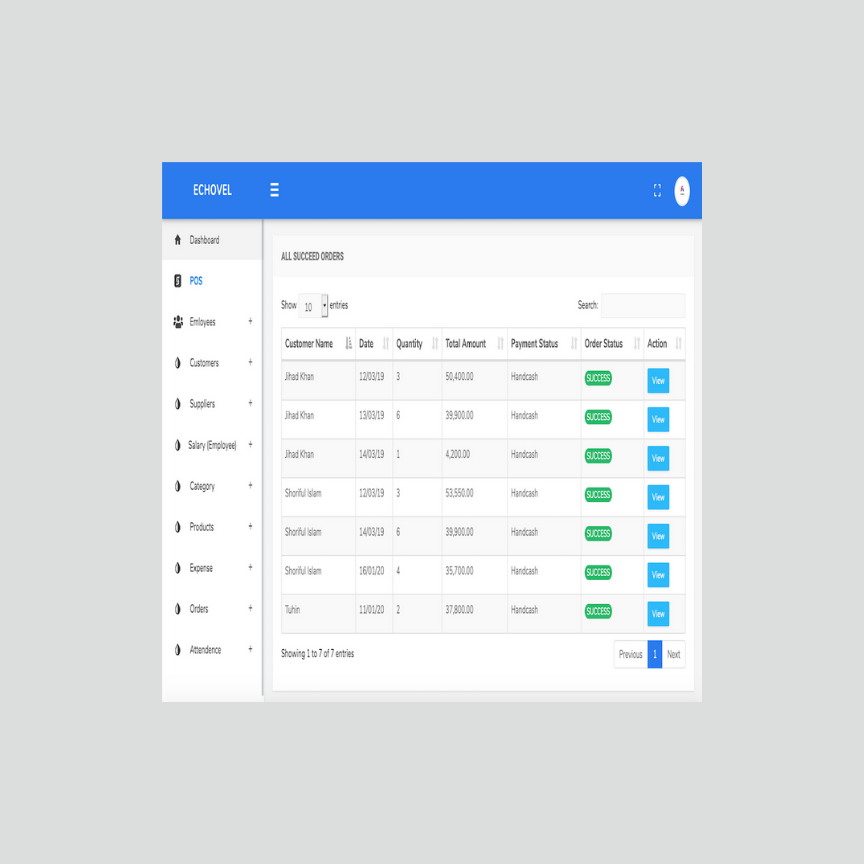 ECHOVEL
Dashboard
POS
Emloyees +
Customers +
Suppliers +
Salary (Employee) +
Category +
Products +
Expense +
Orders +
Attendence +
ALL SUCCEED ORDERS
Show 10 entries Search:
Customer Name Date Quantity Total Amount Payment Status Order Status Action
Jihad Khan 12/03/19 3 50,400.00 Handcash SUCCESS View
Jihad Khan 13/03/19 6 39,900.00 Handcash SUCCESS View
Jihad Khan 14/03/19 1 4,200.00 Handcash SUCCESS View
Shoriful Islam 12/03/19 3 53,550.00 Handcash SUCCESS View
Shoriful Islam 14/03/19 6 39,900.00 Handcash SUCCESS View
Shoriful Islam 16/01/20 4 35,700.00 Handcash SUCCESS View
Tuhin 11/01/20 2 37,800.00 Handcash SUCCESS View
Showing 1 to 7 of 7 entries Previous 1 Next